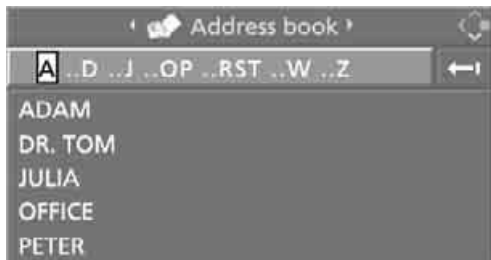 Address book
A ..D ..J ..OP ..RST ..W ..Z
ADAM
DR. TOM
JULIA
OFFICE
PETER